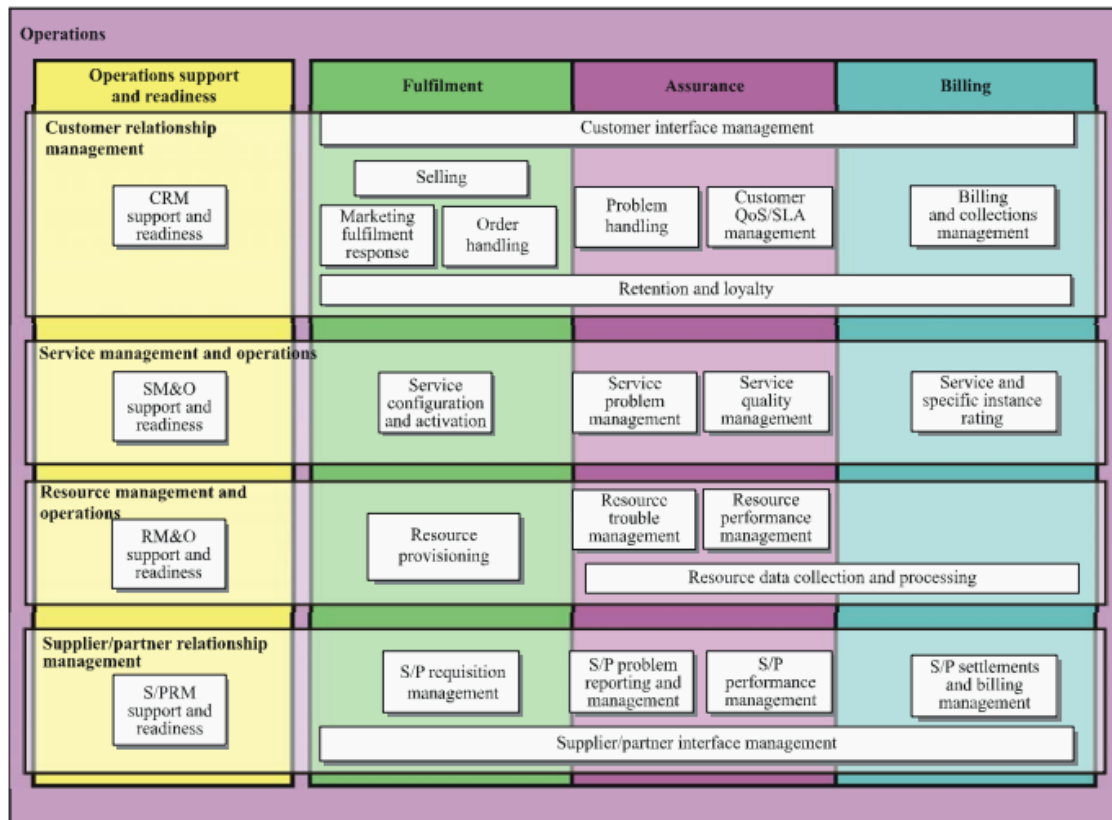 Operations
Operations support
and readiness
Fulfilment
Assurance
Billing
Customer relationship
management
Customer interface management
CRM
support and
readiness
Selling
Marketing
fulfilment
response
Order
handling
Problem
handling
Customer
QoS/SLA
management
Billing
and collections
management
Retention and loyalty
Service management and operations
SM&O
support and
readiness
Service
configuration
and activation
Service
problem
management
Service
quality
management
Service and
specific instance
rating
Resource management and
operations
RM&O
support and
readiness
Resource
provisioning
Resource
trouble
management
Resource
performance
management
Resource data collection and processing
Supplier/partner relationship
management
S/PRM
support and
readiness
S/P requisition
management
S/P problem
reporting and
management
S/P
performance
management
S/P settlements
and billing
management
Supplier/partner interface management